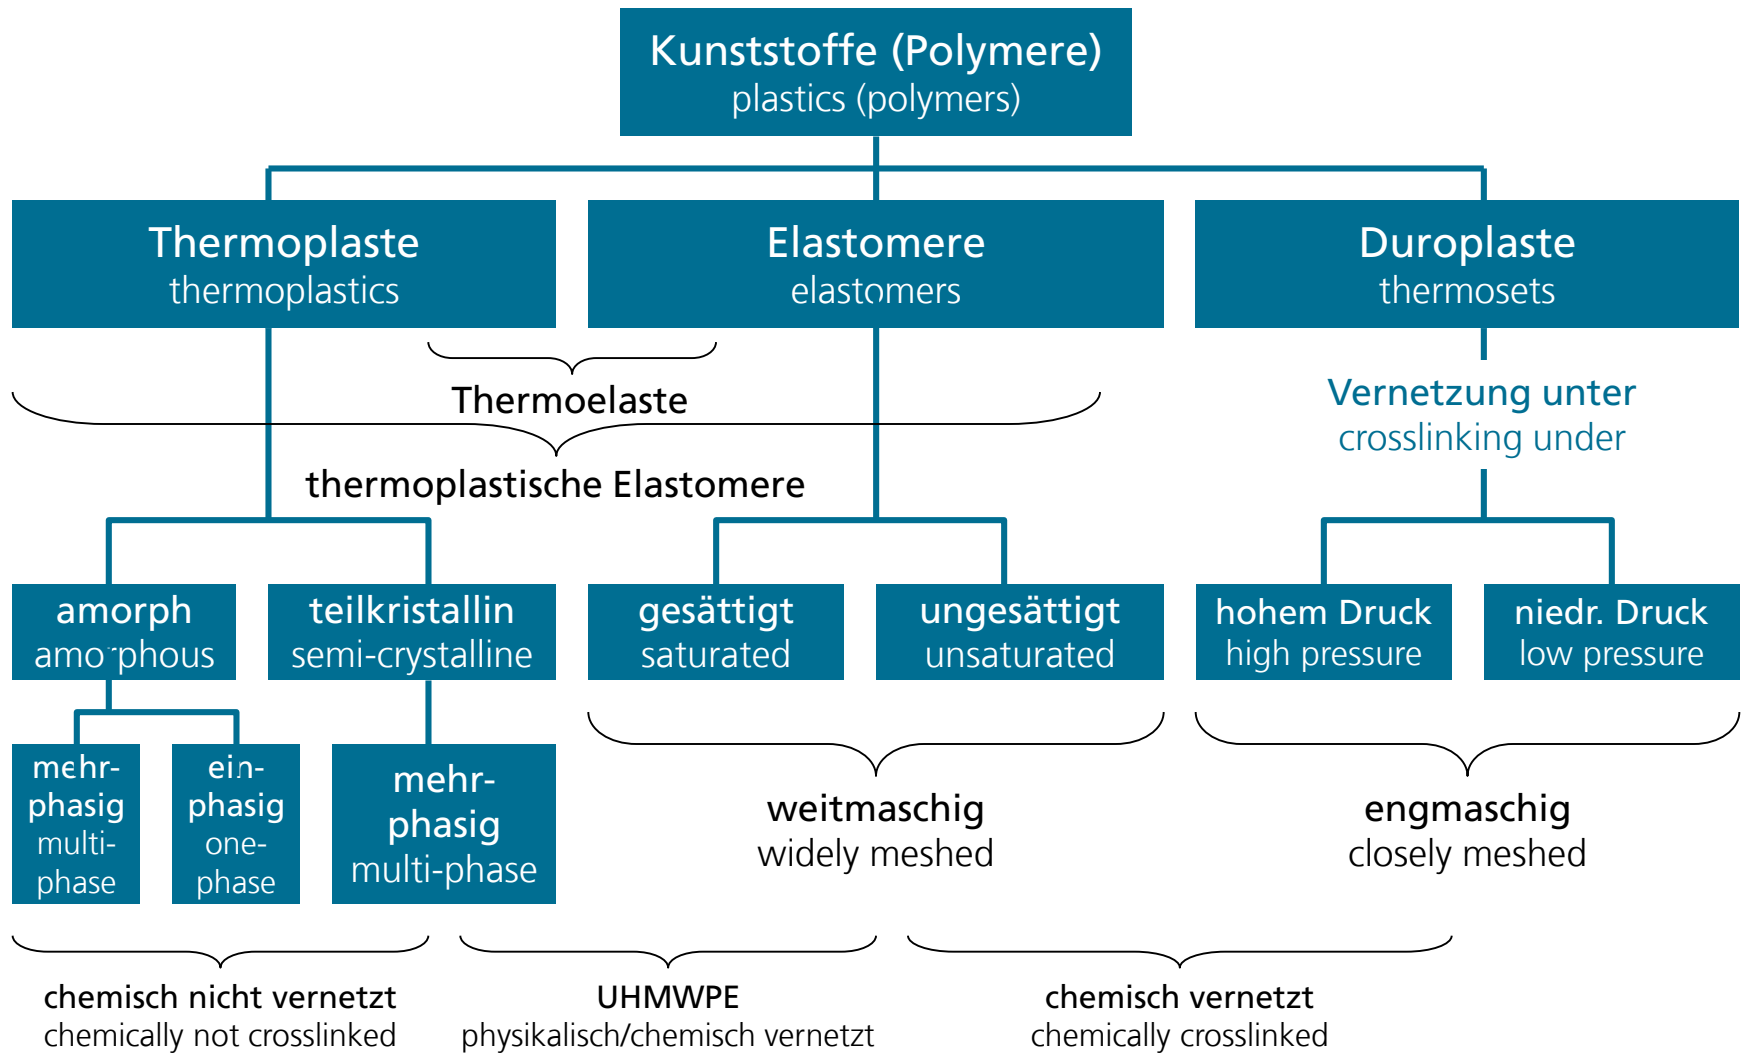 Kunststoffe (Polymere)
plastics (polymers)
Thermoplaste
thermoplastics
Elastomere
elastomers
Duroplaste
thermosets
Thermoelaste
thermoplastische Elastomere
Vernetzung unter
crosslinking under
amorph
amorphous
teilkristallin
semi-crystalline
gesättigt
saturated
ungesättigt
unsaturated
hohem Druck
high pressure
niedr. Druck
low pressure
mehr-
phasig
multi-
phase
ein-
phasig
one-
phase
mehr-
phasig
multi-phase
weitmaschig
widely meshed
engmaschig
closely meshed
chemisch nicht vernetzt
chemically not crosslinked
UHMWPE
physikalisch/chemisch vernetzt
chemisch vernetzt
chemically crosslinked